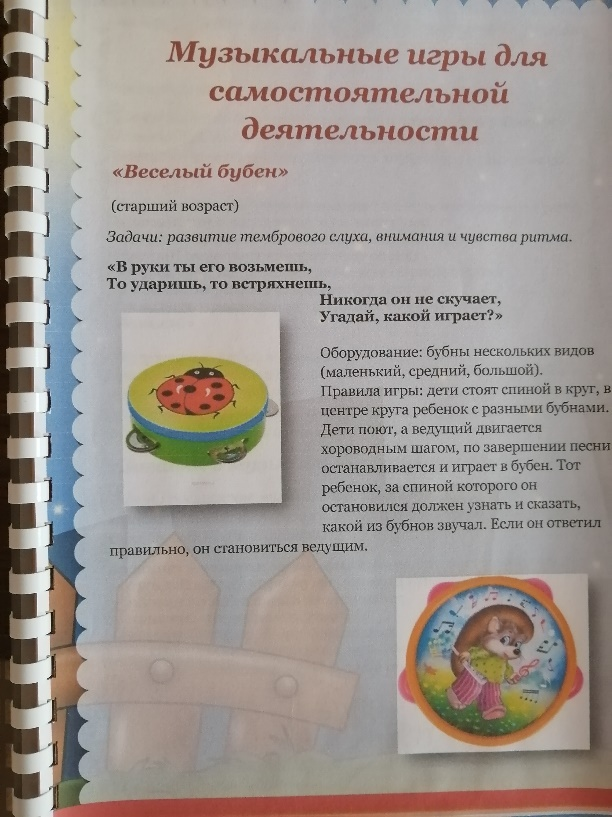 Музыкальные игры для
самостоятельной
деятельности
«Веселый бубен»
(старший возраст)
Задачи: развитие тембрового слуха, внимания и чувства ритма.
«В руки ты его возьмешь,
То ударишь, то встряхнешь,
Никогда он не скучает,
Угадай, какой играет?»
Оборудование: бубны нескольких видов
(маленький, средний, большой).
Правила игры: дети стоят спиной в круг, в
центре круга ребенок с разными бубнами.
Дети поют, а ведущий двигается
хороводным шагом, по завершении песни
останавливается и играет в бубен. Тот
ребенок, за спиной которого он
остановился должен узнать и сказать,
какой из бубнов звучал. Если он ответил
правильно, он становиться ведущим.